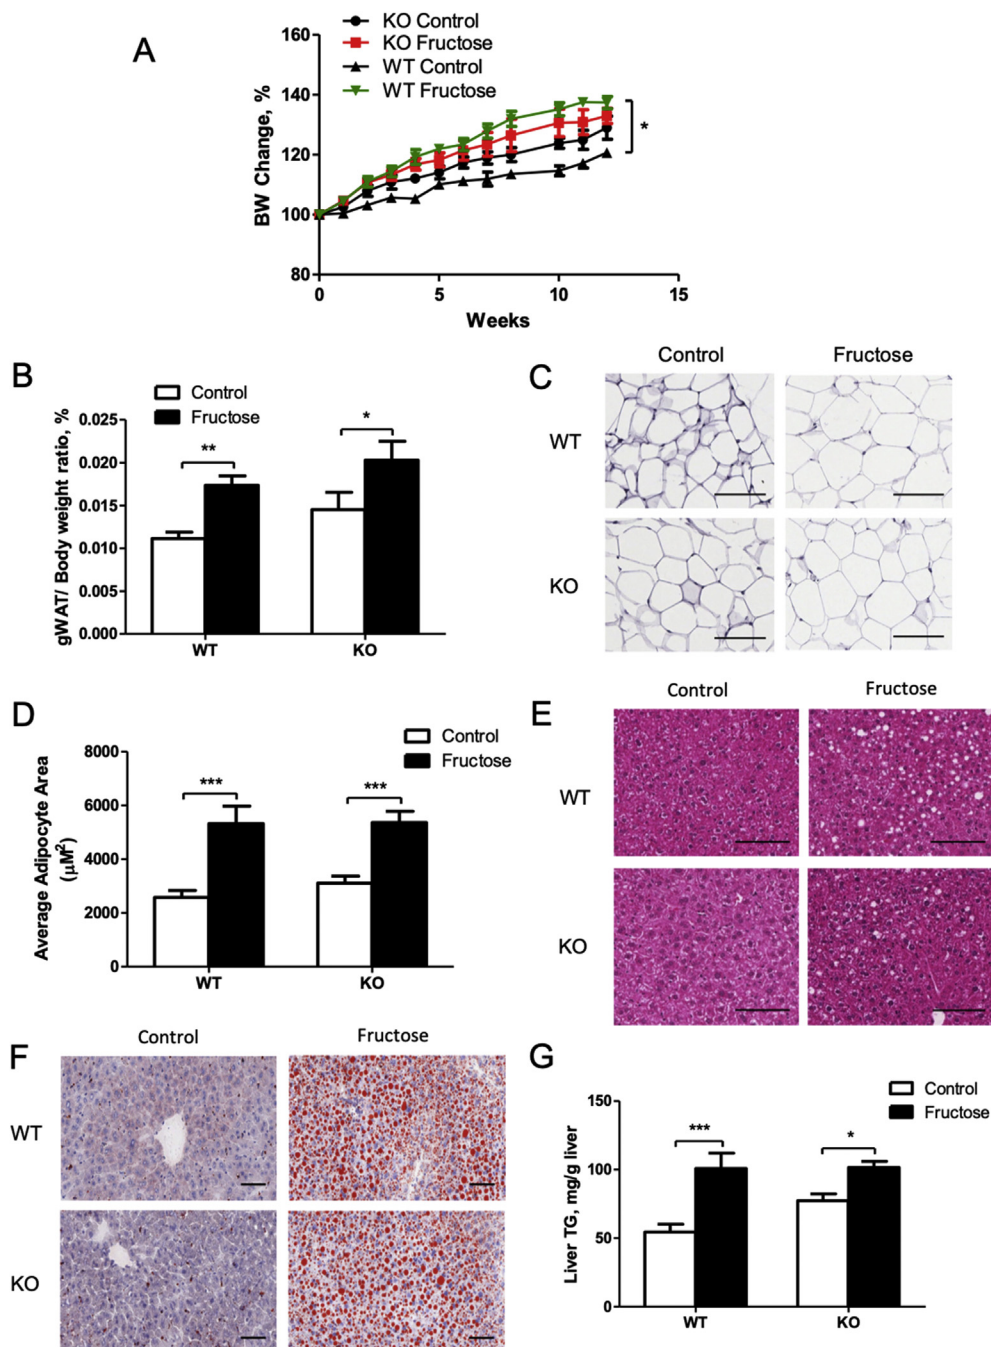 A
KO Control
KO Fructose
WT Control
WT Fructose
160
140
120
100
80
BW Change, %
*
0
5
10
15
Weeks
B
Control
Fructose
0.025
0.020
0.015
0.010
0.005
0.000
gWAT/ Body weight ratio, %
**
*
WT
KO
C
Control
Fructose
WT
KO
D
Control
Fructose
8000
6000
4000
2000
0
Average Adipocyte Area
(µM²)
***
***
WT
KO
E
Control
Fructose
WT
KO
F
Control
Fructose
WT
KO
G
Control
Fructose
150
100
50
0
Liver TG, mg/g liver
***
*
WT
KO